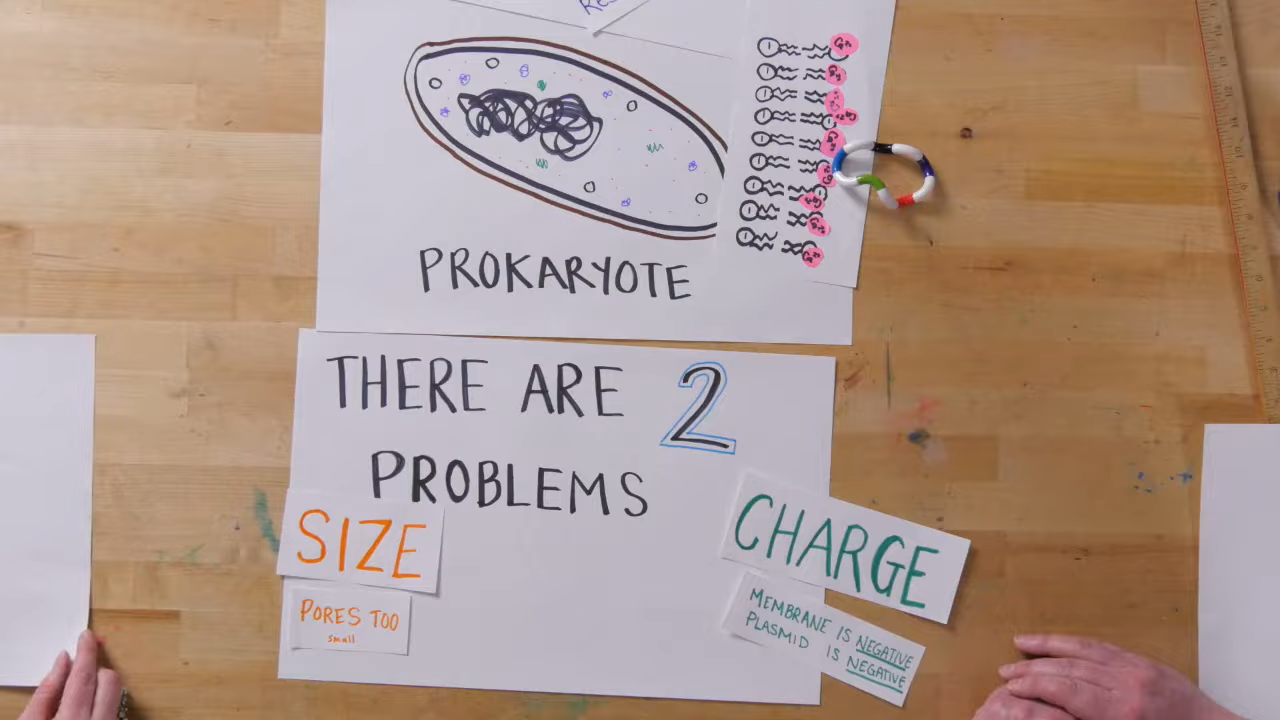 PROKARYOTE
THERE ARE 2
PROBLEMS
SIZE
PORES TOO
small
CHARGE
MEMBRANE IS NEGATIVE
PLASMID IS NEGATIVE